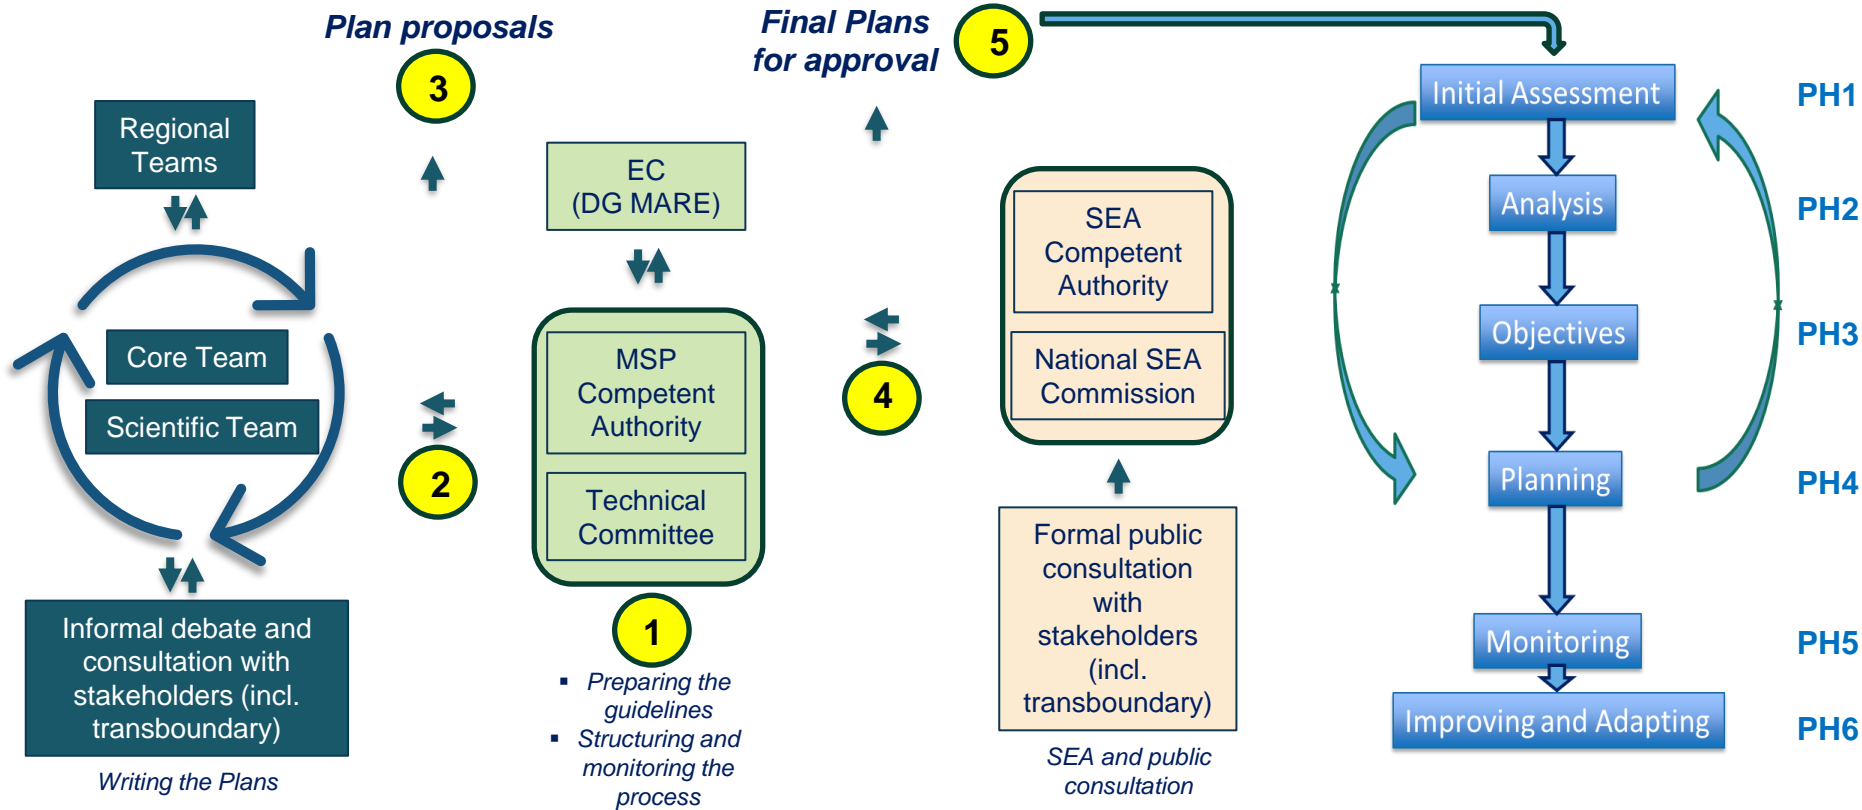 Plan proposals
3
Final Plans
for approval
5
Regional
Teams
Core Team
Scientific Team
Informal debate and
consultation with
stakeholders (incl.
transboundary)
Writing the Plans
2
EC
(DG MARE)
MSP
Competent
Authority
Technical
Committee
1
▪ Preparing the
guidelines
▪ Structuring and
monitoring the
process
4
SEA
Competent
Authority
National SEA
Commission
Formal public
consultation
with
stakeholders
(incl.
transboundary)
SEA and public
consultation
Initial Assessment
PH1
Analysis
PH2
Objectives
PH3
Planning
PH4
Monitoring
PH5
Improving and Adapting
PH6